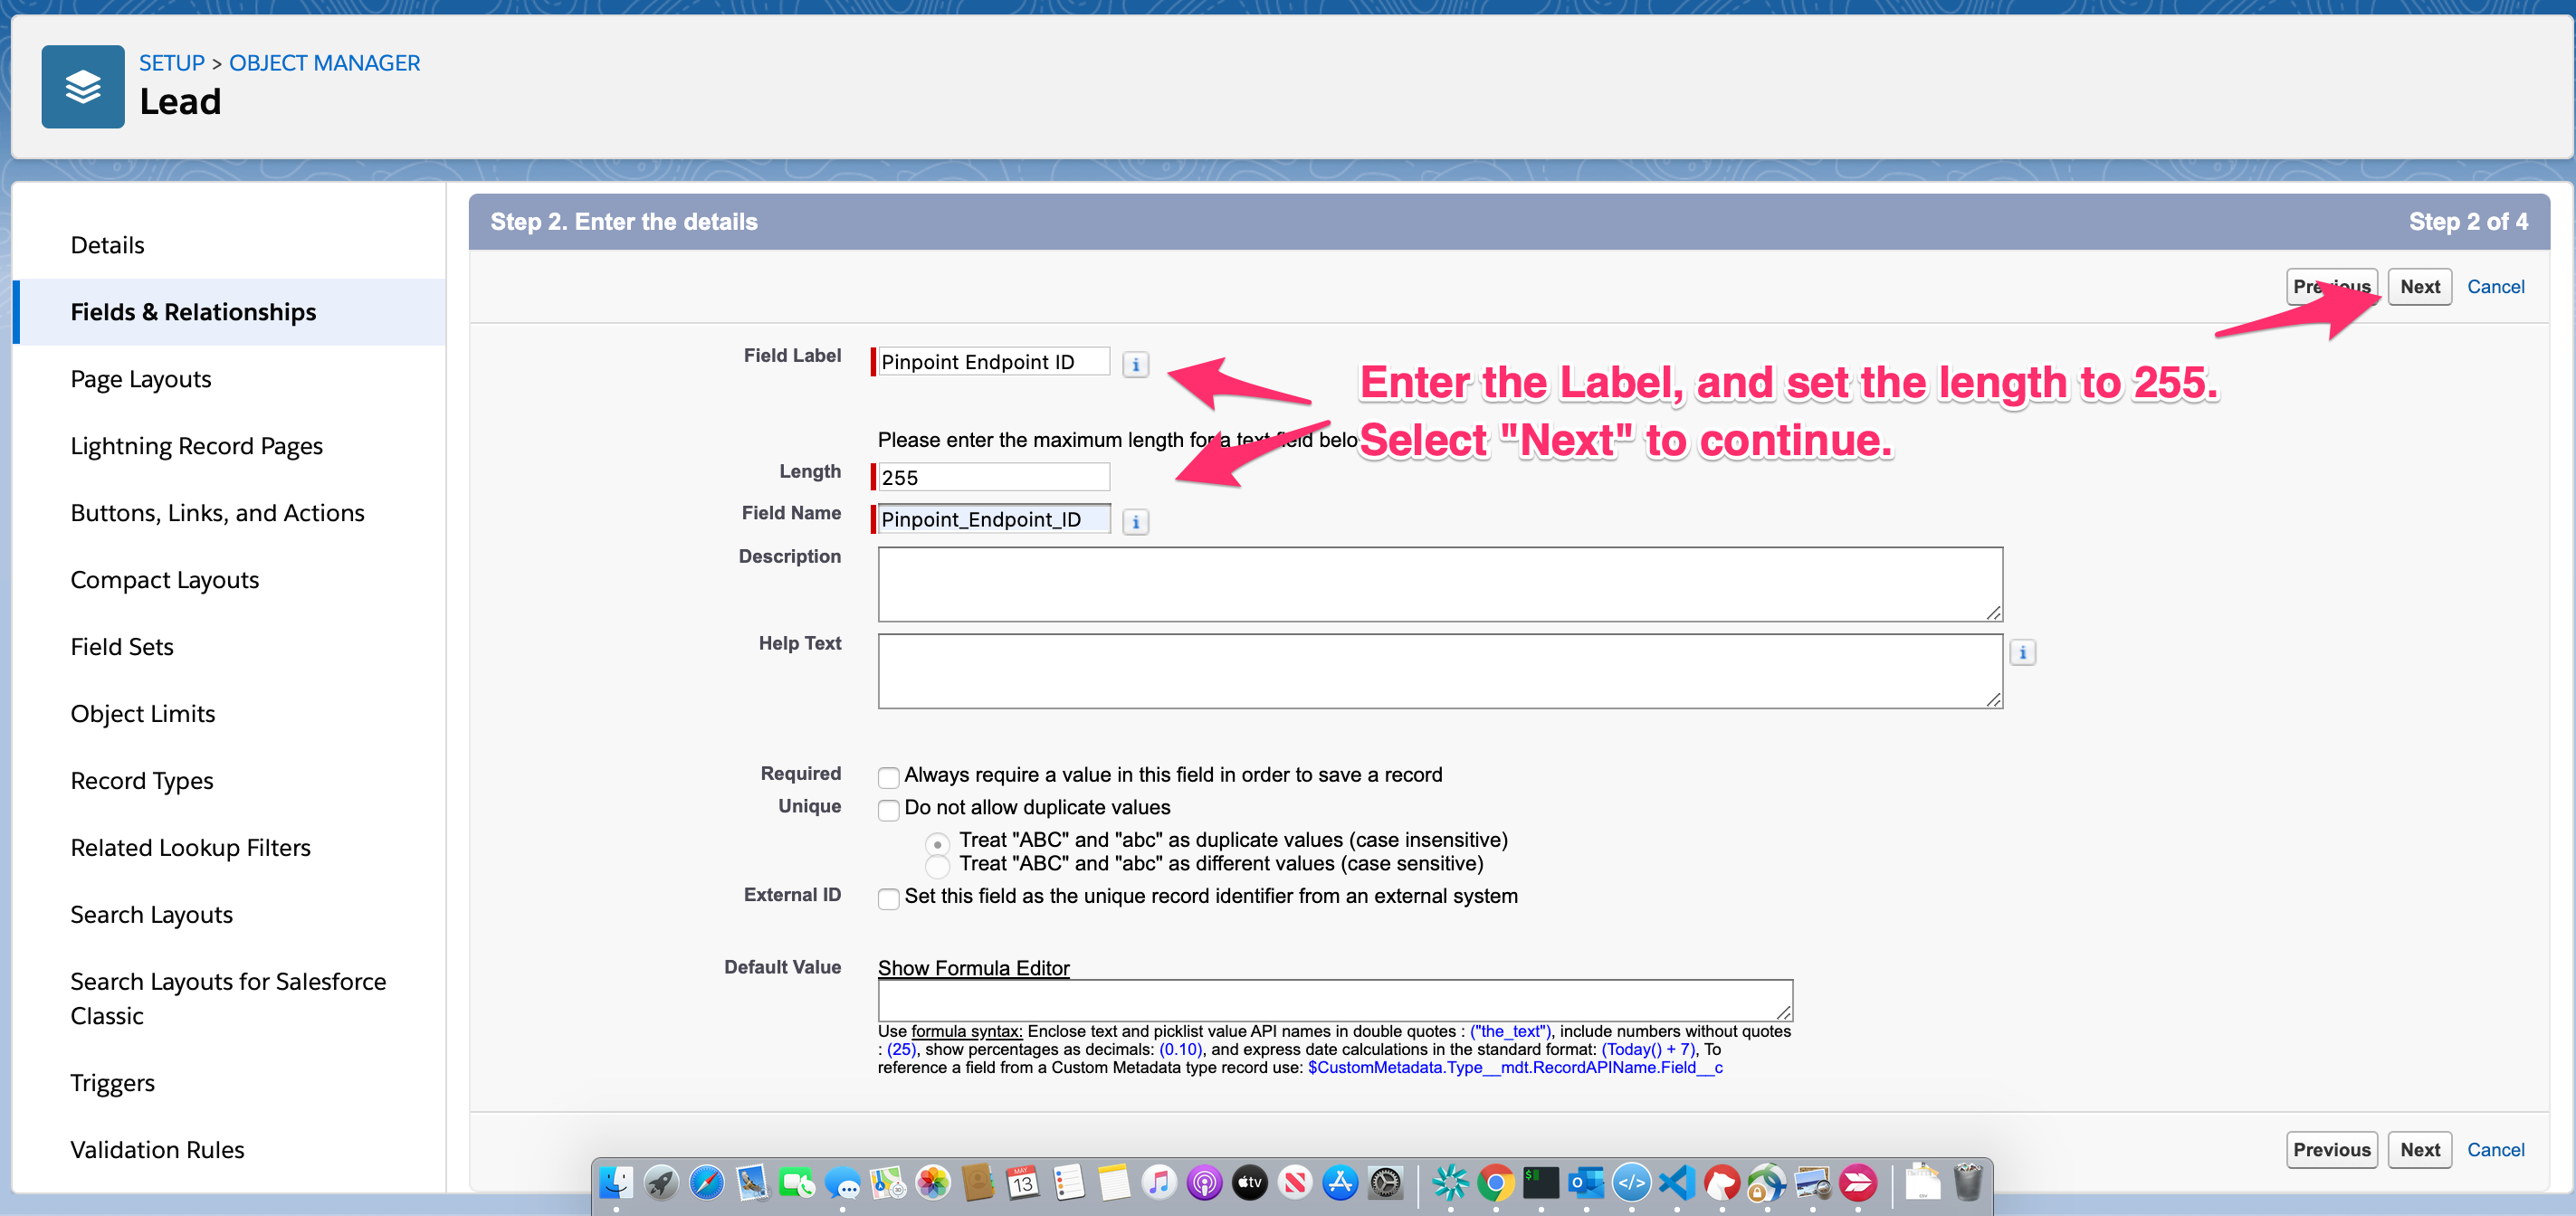 SETUP > OBJECT MANAGER
Lead
Details
Fields & Relationships
Page Layouts
Lightning Record Pages
Buttons, Links, and Actions
Compact Layouts
Field Sets
Object Limits
Record Types
Related Lookup Filters
Search Layouts
Search Layouts for Salesforce
Classic
Triggers
Validation Rules
Step 2. Enter the details
Step 2 of 4
Previous Next Cancel
Field Label Pinpoint Endpoint ID
Enter the Label, and set the length to 255.
Select "Next" to continue.
Please enter the maximum length for a text field belo
Length 255
Field Name Pinpoint_Endpoint_ID
Description
Help Text
Required Always require a value in this field in order to save a record
Unique Do not allow duplicate values
Treat "ABC" and "abc" as duplicate values (case insensitive)
Treat "ABC" and "abc" as different values (case sensitive)
External ID Set this field as the unique record identifier from an external system
Default Value Show Formula Editor
Use formula syntax: Enclose text and picklist value API names in double quotes : ("the_text"), include numbers without quotes
: (25), show percentages as decimals: (0.10), and express date calculations in the standard format: (Today() + 7), To
reference a field from a Custom Metadata type record use: $CustomMetadata.Type__mdt.RecordAPIName.Field__c
Previous Next Cancel
MAY
13
tv